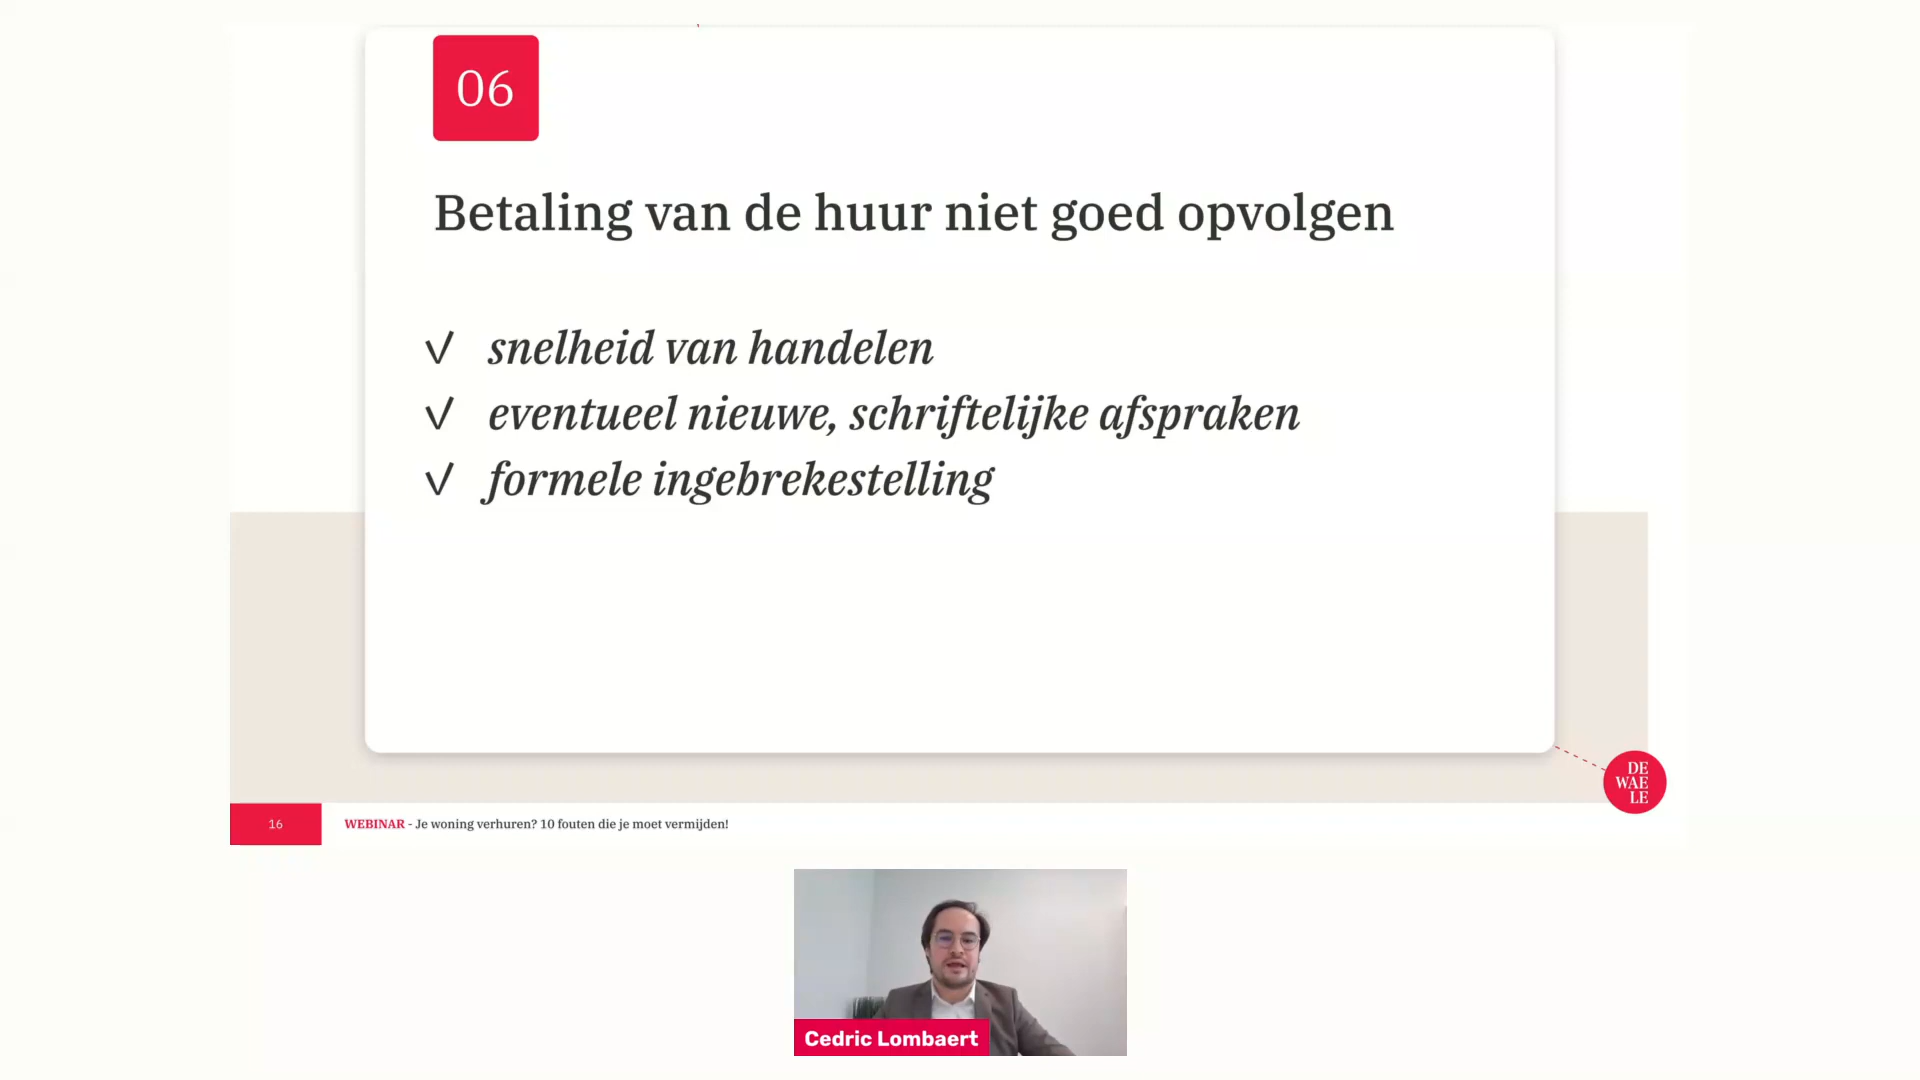 06
Betaling van de huur niet goed opvolgen
√ snelheid van handelen
√ eventueel nieuwe, schriftelijke afspraken
√ formele ingebrekestelling
DE
WAE
LE
16
WEBINAR - Je woning verhuren? 10 fouten die je moet vermijden!
Cedric Lombaert